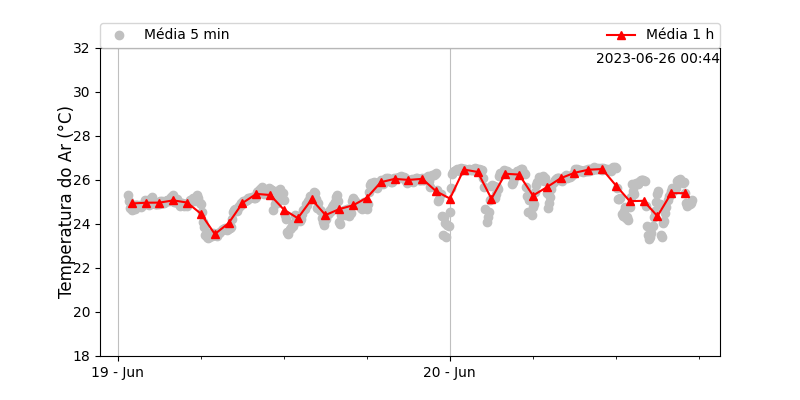 Média 5 min
Média 1 h
2023-06-26 00:44
Temperatura do Ar (°C)
32
30
28
26
24
22
20
18
19 - Jun
20 - Jun